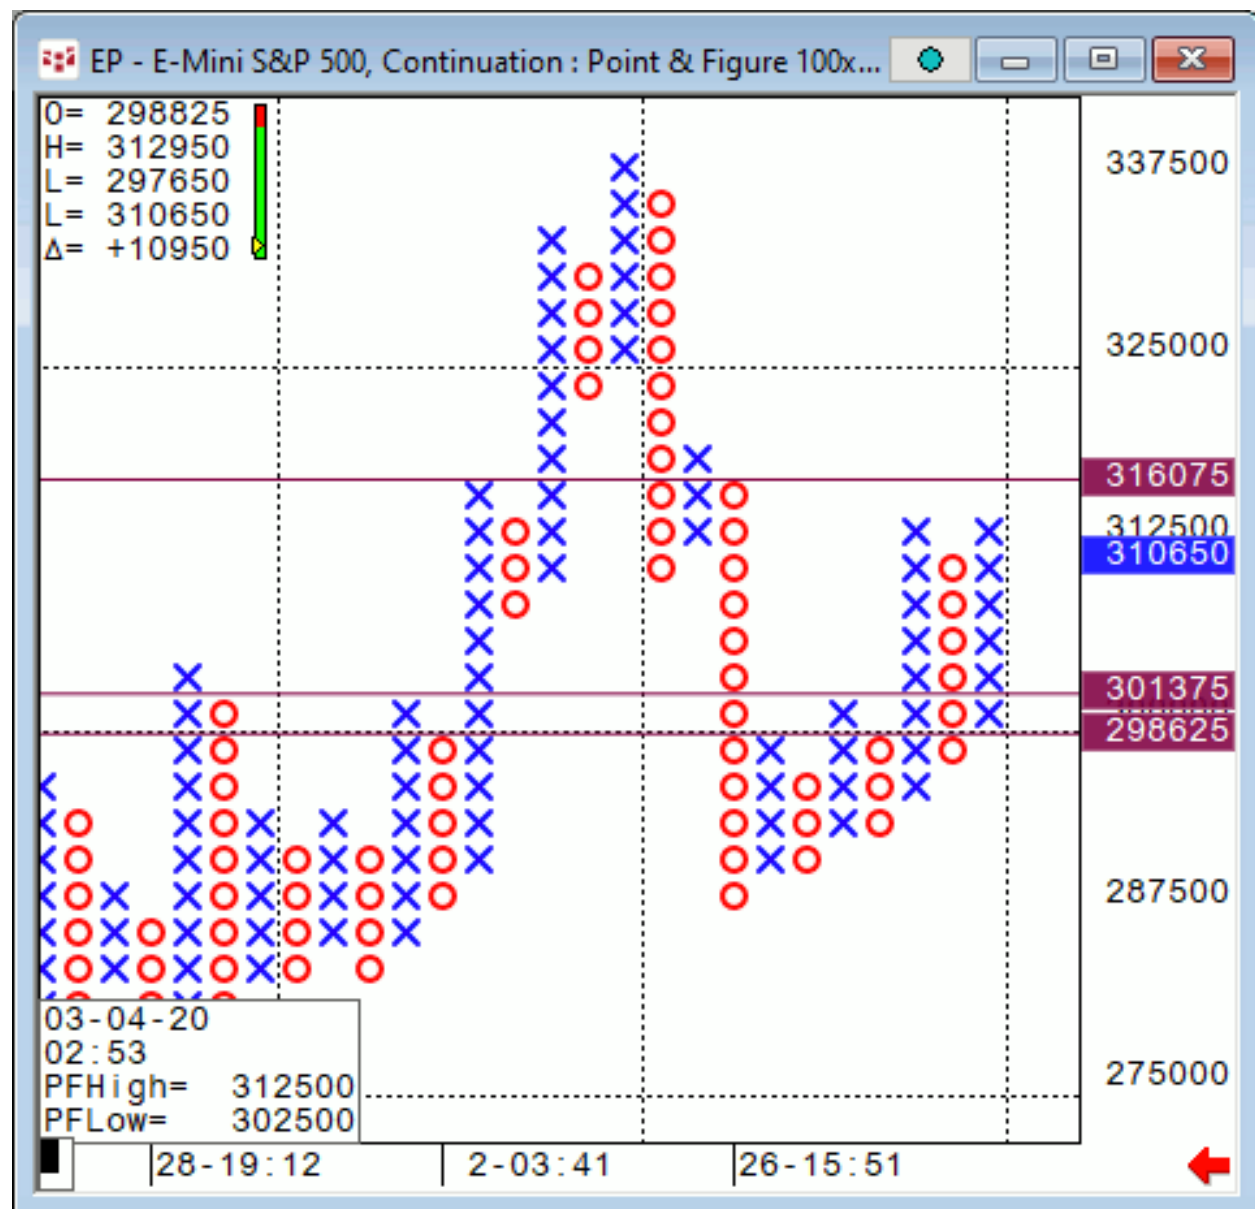 EP - E-Mini S&P 500, Continuation : Point & Figure 100x...
O= 298825
H= 312950
L= 297650
L= 310650
Δ= +10950
337500
325000
316075
312500
310650
301375
298625
287500
275000
03-04-20
02:53
PFHigh= 312500
PFLow= 302500
28-19:12
2-03:41
26-15:51